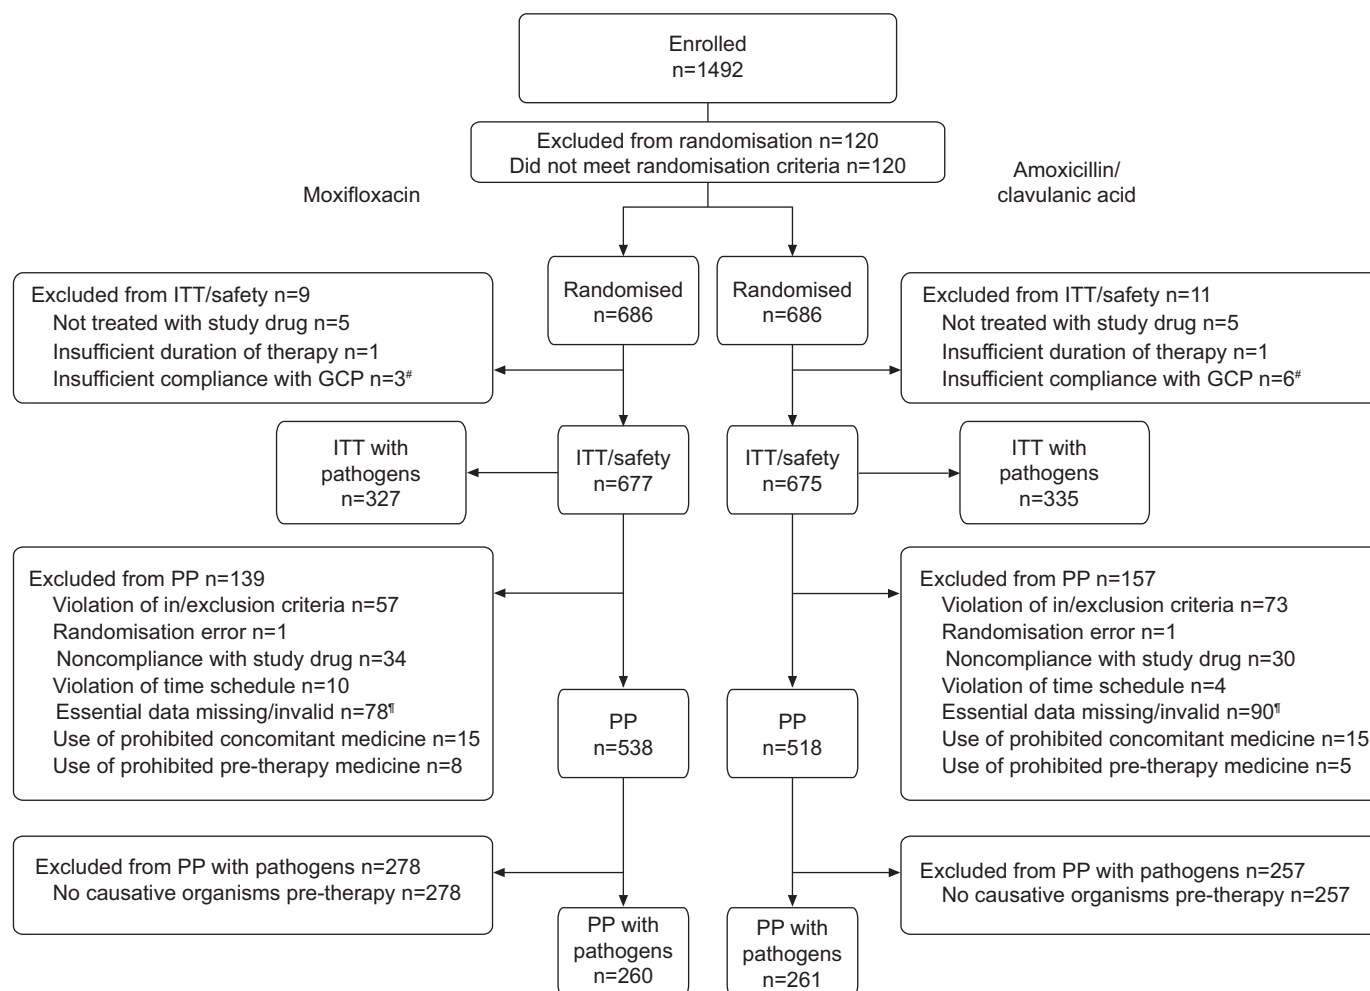 Enrolled
n=1492
Excluded from randomisation n=120
Did not meet randomisation criteria n=120
Moxifloxacin
Amoxicillin/
clavulanic acid
Randomised
n=686
Randomised
n=686
Excluded from ITT/safety n=9
Not treated with study drug n=5
Insufficient duration of therapy n=1
Insufficient compliance with GCP n=3#
Excluded from ITT/safety n=11
Not treated with study drug n=5
Insufficient duration of therapy n=1
Insufficient compliance with GCP n=6#
ITT with
pathogens
n=327
ITT/safety
n=677
ITT/safety
n=675
ITT with
pathogens
n=335
Excluded from PP n=139
Violation of in/exclusion criteria n=57
Randomisation error n=1
Noncompliance with study drug n=34
Violation of time schedule n=10
Essential data missing/invalid n=78¶
Use of prohibited concomitant medicine n=15
Use of prohibited pre-therapy medicine n=8
Excluded from PP n=157
Violation of in/exclusion criteria n=73
Randomisation error n=1
Noncompliance with study drug n=30
Violation of time schedule n=4
Essential data missing/invalid n=90¶
Use of prohibited concomitant medicine n=15
Use of prohibited pre-therapy medicine n=5
PP
n=538
PP
n=518
Excluded from PP with pathogens n=278
No causative organisms pre-therapy n=278
Excluded from PP with pathogens n=257
No causative organisms pre-therapy n=257
PP with
pathogens
n=260
PP with
pathogens
n=261